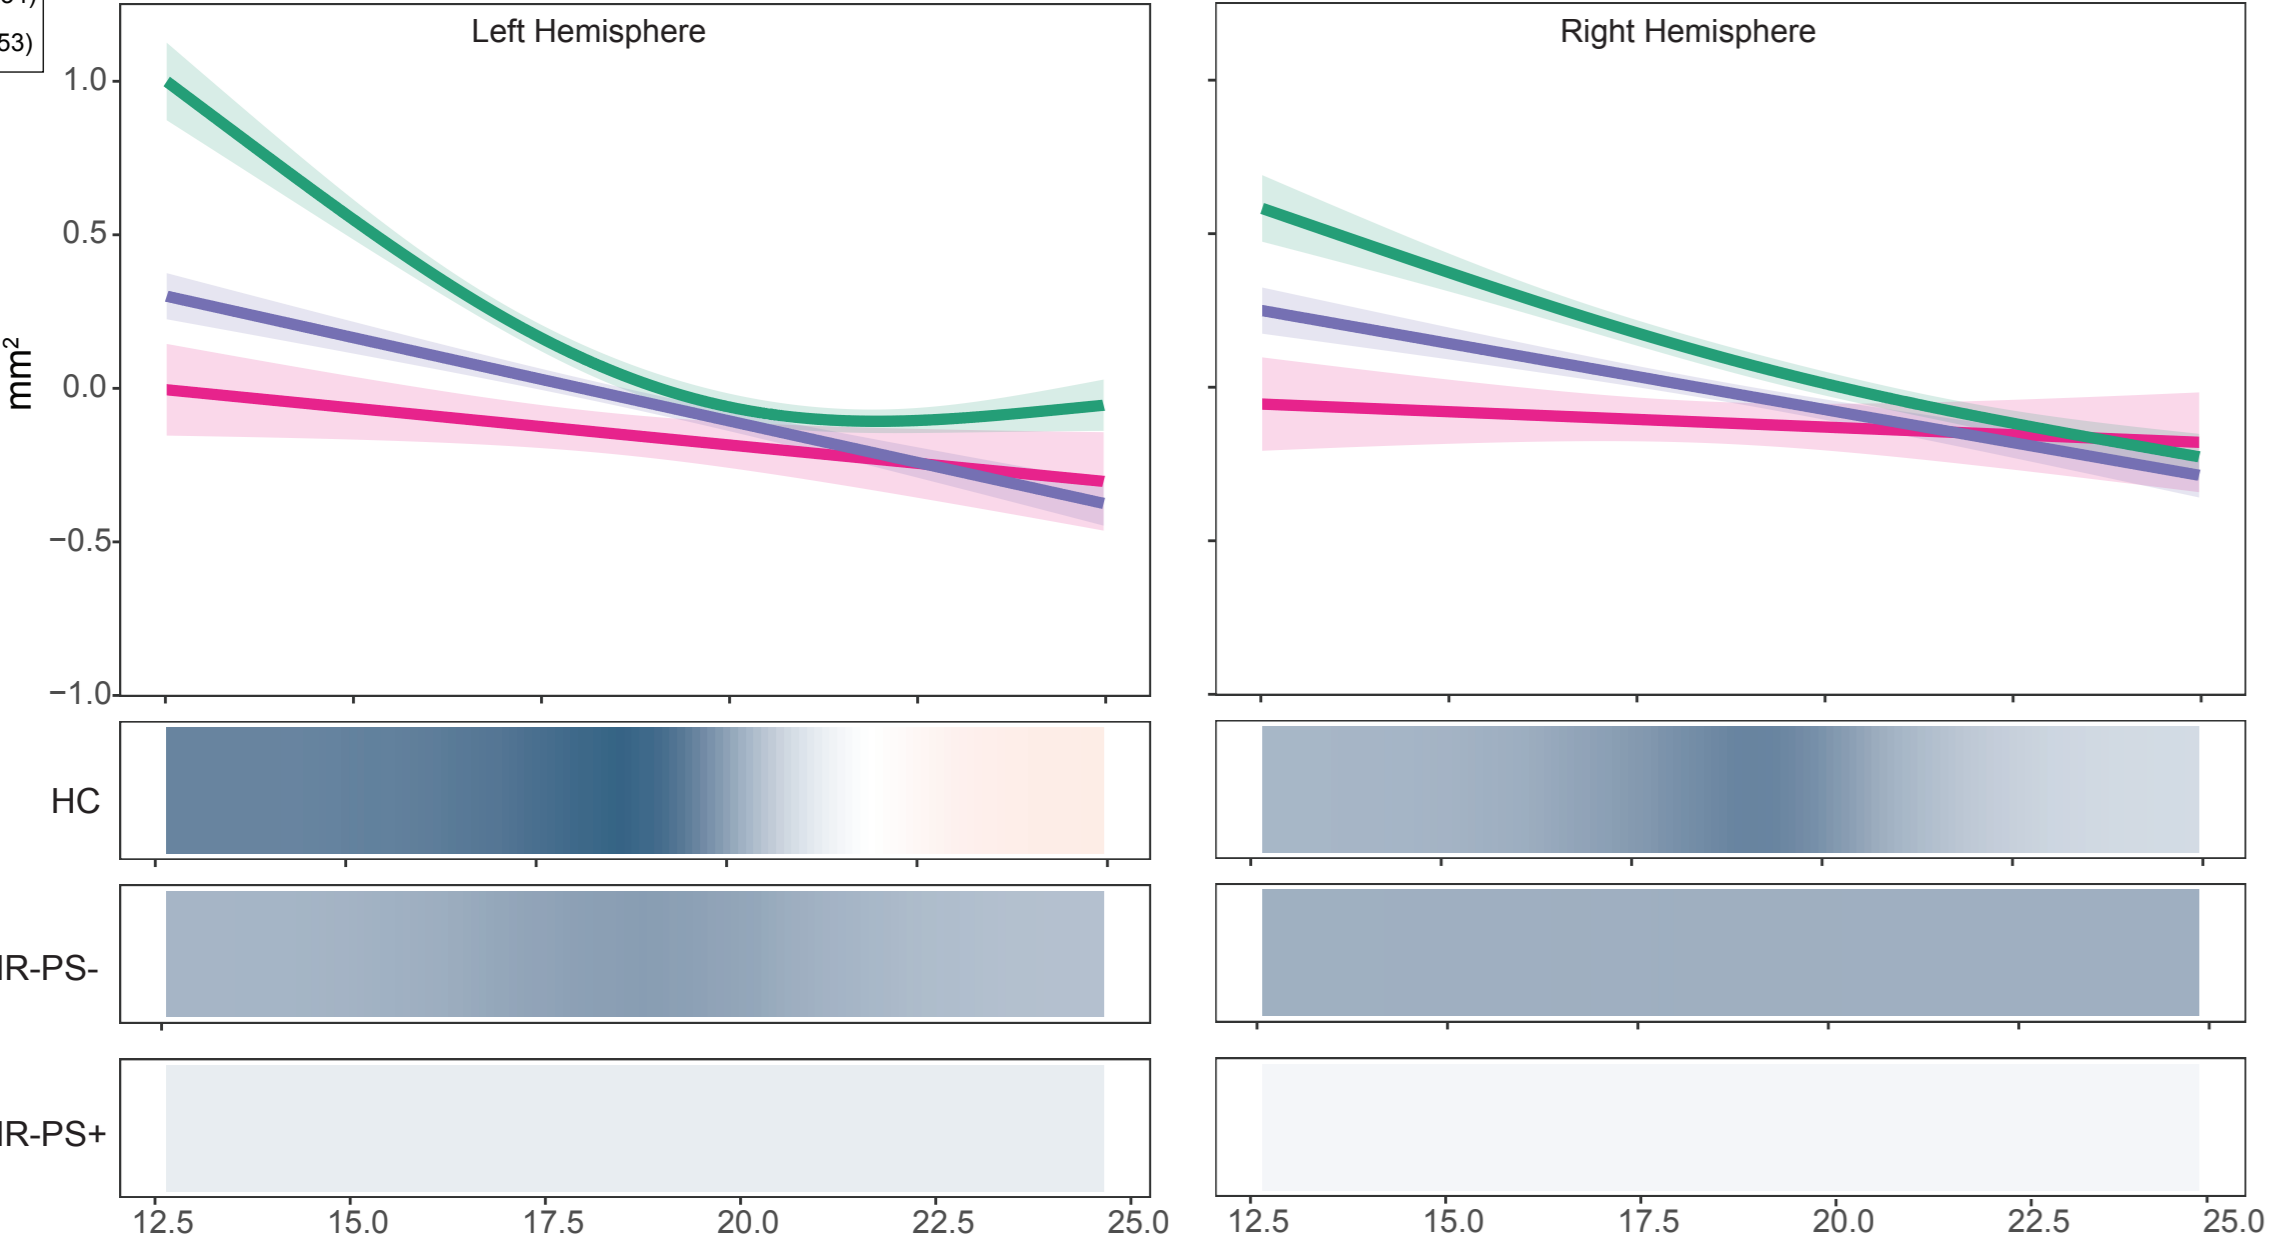 53)
Left Hemisphere
Right Hemisphere
1.0
0.5
0.0
−0.5
−1.0
mm²
HC
IR-PS-
IR-PS+
12.5 15.0 17.5 20.0 22.5 25.0
12.5 15.0 17.5 20.0 22.5 25.0